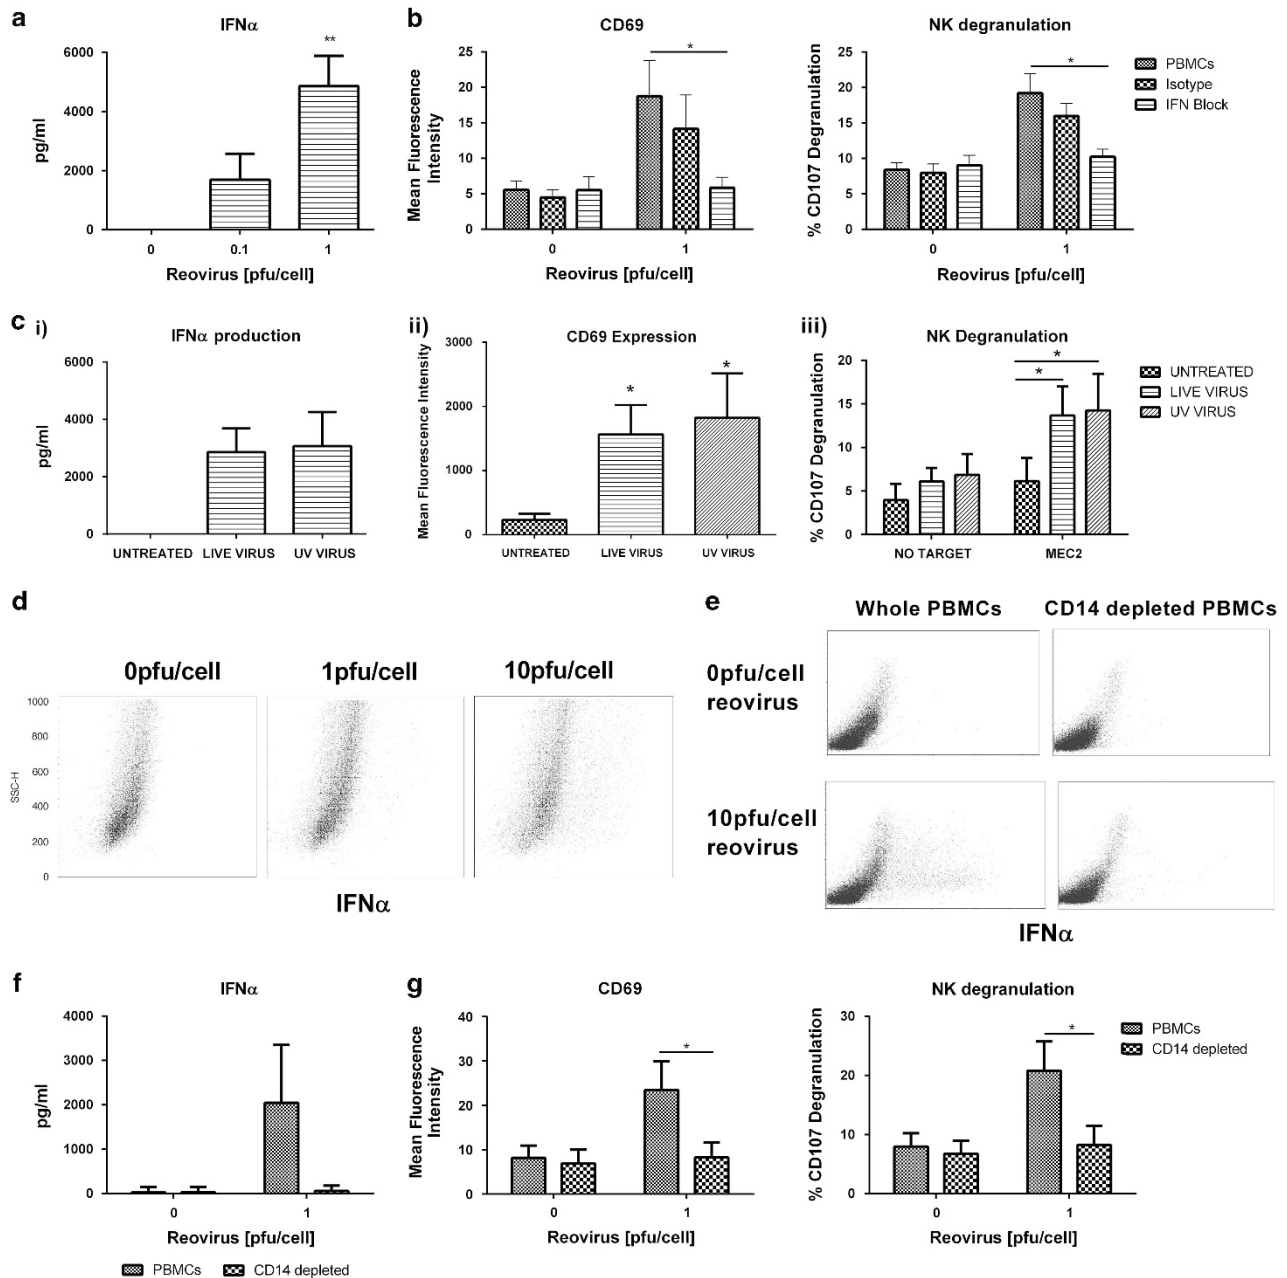 a
IFNα
6000
4000
2000
0
pg/ml
**
0 0.1 1
Reovirus [pfu/cell]
b
CD69
25
20
15
10
5
0
Mean Fluorescence
Intensity
*
0 1
Reovirus [pfu/cell]
NK degranulation
25
20
15
10
5
0
% CD107 Degranulation
*
0 1
Reovirus [pfu/cell]
PBMCs
Isotype
IFN Block
c i)
IFNα production
6000
4000
2000
0
pg/ml
UNTREATED LIVE VIRUS UV VIRUS
ii)
CD69 Expression
3000
2000
1000
0
Mean Fluorescence Intensity
* *
UNTREATED LIVE VIRUS UV VIRUS
iii)
NK Degranulation
20
15
10
5
0
% CD107 Degranulation
*
*
NO TARGET MEC2
UNTREATED
LIVE VIRUS
UV VIRUS
d
0pfu/cell 1pfu/cell 10pfu/cell
1000
800
600
400
200
0
SSC-H
IFNα
e
Whole PBMCs CD14 depleted PBMCs
0pfu/cell
reovirus
10pfu/cell
reovirus
IFNα
f
IFNα
4000
3000
2000
1000
0
pg/ml
0 1
Reovirus [pfu/cell]
PBMCs CD14 depleted
g
CD69
40
30
20
10
0
Mean Fluorescence
Intensity
*
0 1
Reovirus [pfu/cell]
NK degranulation
30
20
10
0
% CD107 Degranulation
*
0 1
Reovirus [pfu/cell]
PBMCs
CD14 depleted